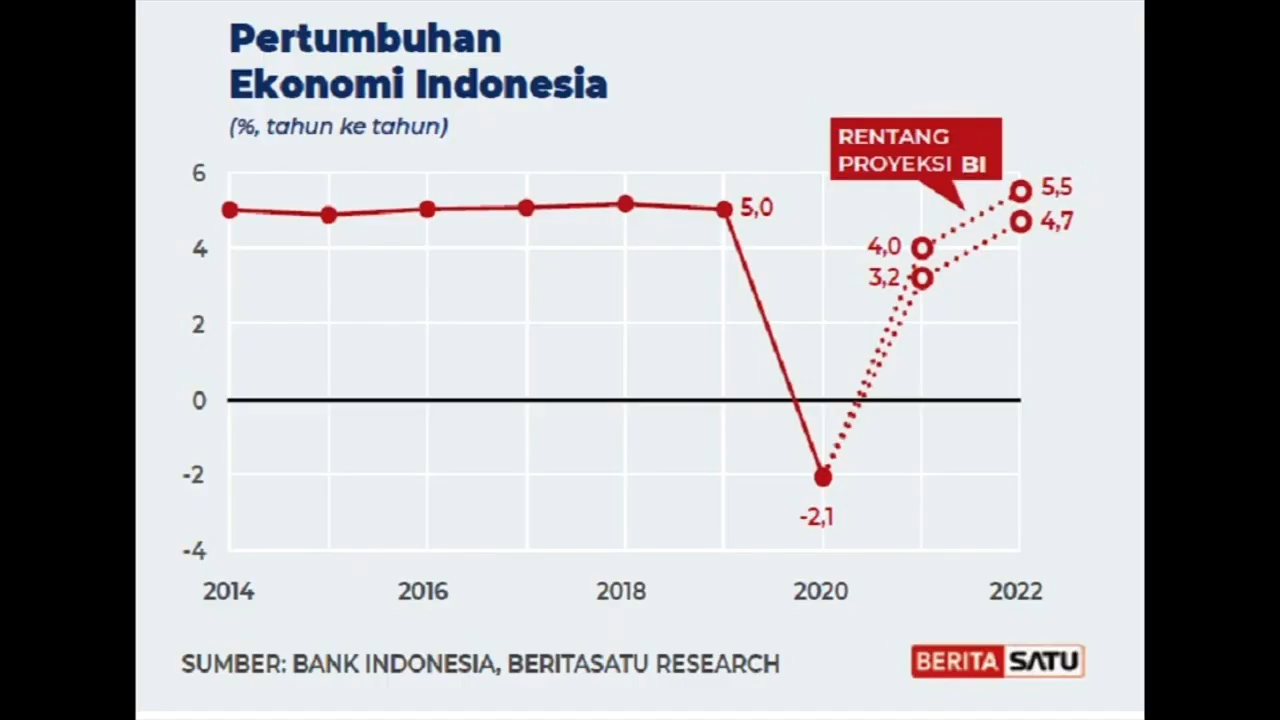 Pertumbuhan
Ekonomi Indonesia
(%, tahun ke tahun)
RENTANG
PROYEKSI BI
6
4
2
0
-2
-4
5,0
-2,1
4,0
3,2
5,5
4,7
2014 2016 2018 2020 2022
SUMBER: BANK INDONESIA, BERITASATU RESEARCH
BERITA SATU